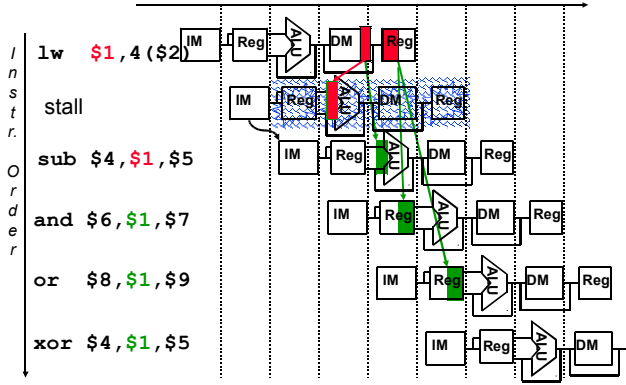 Instr. Order
lw $1,4($2) IM Reg ALU DM Reg
stall IM Reg ALU DM Reg
sub $4,$1,$5 IM Reg ALU DM Reg
and $6,$1,$7 IM Reg ALU DM Reg
or $8,$1,$9 IM Reg ALU DM Reg
xor $4,$1,$5 IM Reg ALU DM